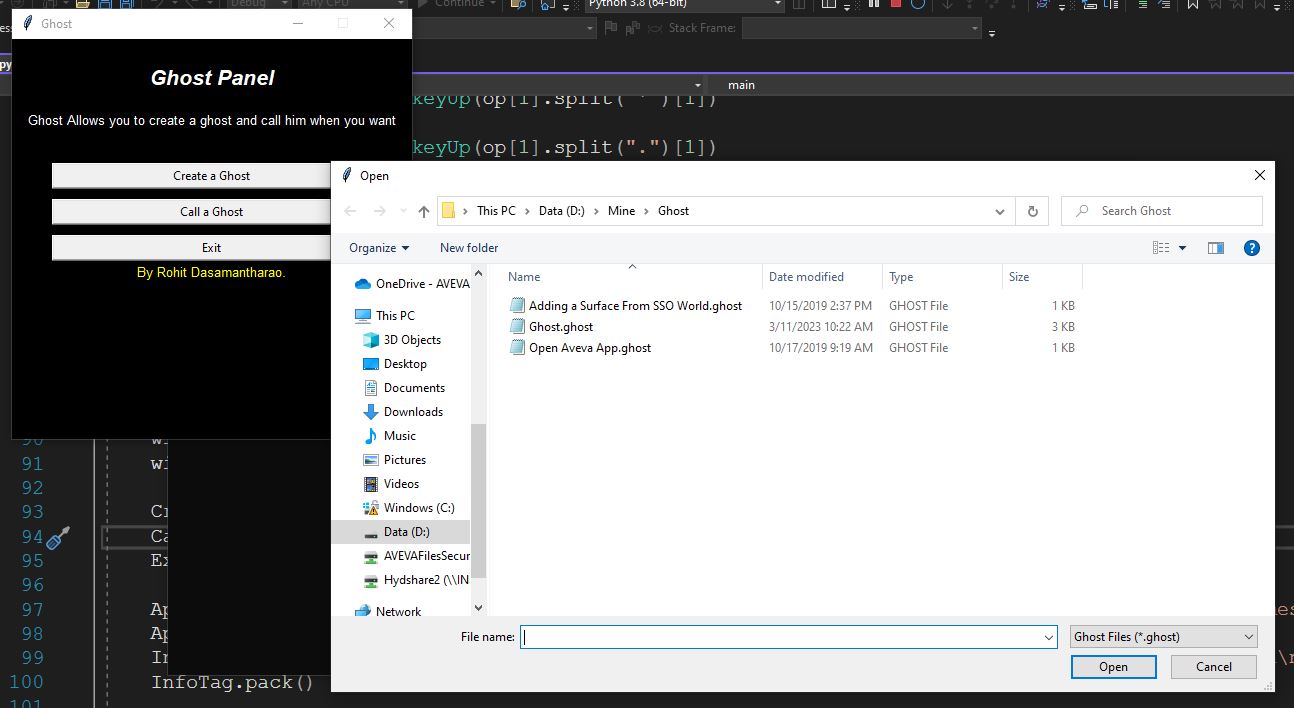 Debug
Any CPU
Continue
Python 3.8 (64-bit)
Stack Frame:
py
main
Ghost
Ghost Panel
Ghost Allows you to create a ghost and call him when you want
Create a Ghost
Call a Ghost
Exit
By Rohit Dasamantharao.
keyUp(op[1].split(" ")[1])
keyUp(op[1].split(".")[1])
Open
This PC > Data (D:) > Mine > Ghost
Search Ghost
Organize
New folder
Name Date modified Type Size
OneDrive - AVEVA
This PC
3D Objects
Desktop
Documents
Downloads
Music
Pictures
Videos
Windows (C:)
Data (D:)
AVEVAFilesSecur
Hydshare2 (\\IN
Network
Adding a Surface From SSO World.ghost 10/15/2019 2:37 PM GHOST File 1 KB
Ghost.ghost 3/11/2023 10:22 AM GHOST File 3 KB
Open Aveva App.ghost 10/17/2019 9:19 AM GHOST File 1 KB
File name:
Ghost Files (*.ghost)
Open
Cancel
90 wi
91 wi
92
93 Cr
94 Ca
95 Ex
96
97 Ap
98 Ap
99 In
100 InfoTag.pack()
101